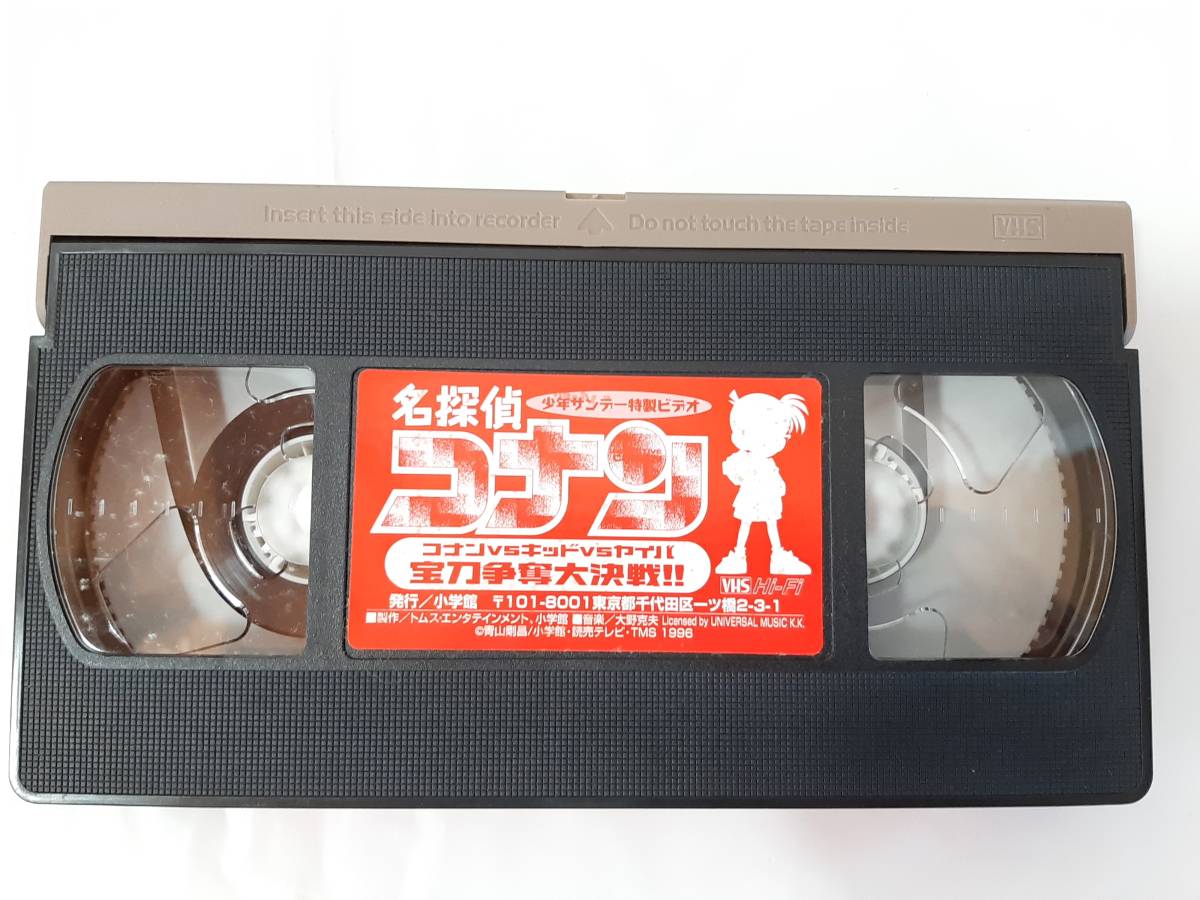 Insert this side into recorder Do not touch the tape inside VHS
名探偵 少年サンデー特製ビデオ
コナン
コナンvsキッドvsヤイバ
宝刀争奪大決戦!!
VHS Hi-Fi
発行/小学館 〒101-8001東京都千代田区一ツ橋2-3-1
■製作/トムス・エンタテインメント、小学館 ■音楽/大野克夫 Licensed by UNIVERSAL MUSIC K.K.
©青山剛昌/小学館・読売テレビ・TMS 1996